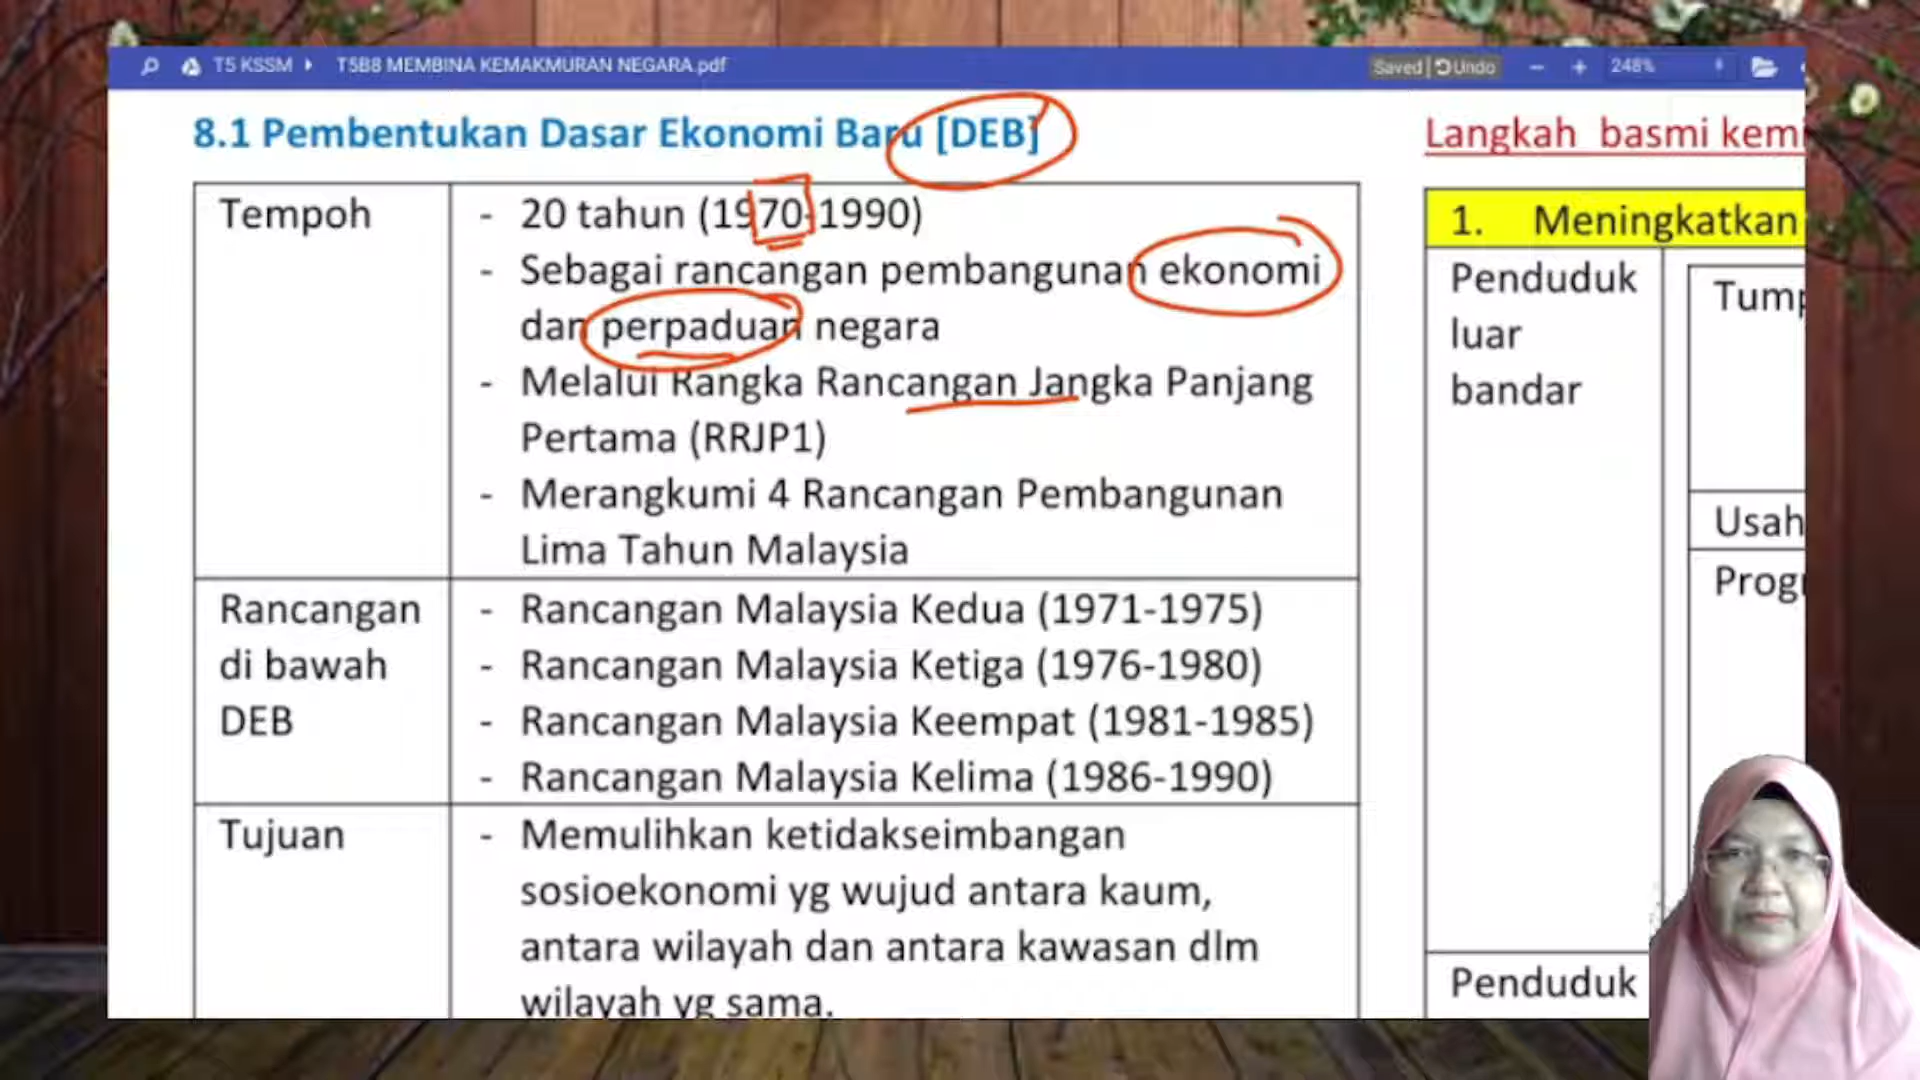 T5 KSSM
T5B8 MEMBINA KEMAKMURAN NEGARA.pdf
Saved | Undo
248%
8.1 Pembentukan Dasar Ekonomi Baru [DEB]
Tempoh
- 20 tahun (1970-1990)
- Sebagai rancangan pembangunan ekonomi
dan perpaduan negara
- Melalui Rangka Rancangan Jangka Panjang
Pertama (RRJP1)
- Merangkumi 4 Rancangan Pembangunan
Lima Tahun Malaysia
Rancangan
di bawah
DEB
- Rancangan Malaysia Kedua (1971-1975)
- Rancangan Malaysia Ketiga (1976-1980)
- Rancangan Malaysia Keempat (1981-1985)
- Rancangan Malaysia Kelima (1986-1990)
Tujuan
- Memulihkan ketidakseimbangan
sosioekonomi yg wujud antara kaum,
antara wilayah dan antara kawasan dlm
wilayah yg sama.
Langkah basmi kemi
1. Meningkatkan
Penduduk
luar
bandar
Tump
Usah
Progr
Penduduk